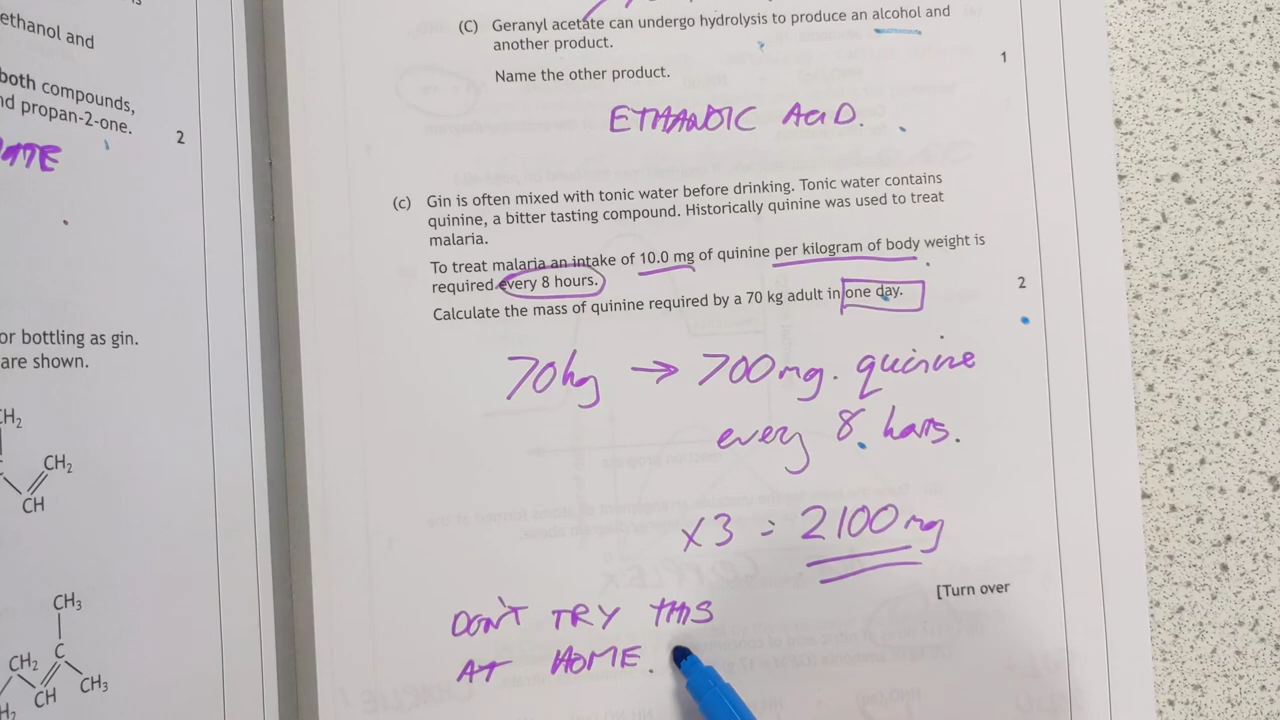 ethanol and
both compounds,
nd propan-2-one.
2
ATE
or bottling as gin.
are shown.
CH2
CH2
CH
CH3
C
CH2
CH
CH3
(C) Geranyl acetate can undergo hydrolysis to produce an alcohol and
another product.
1
Name the other product.
ETHANOIC ACID.
(c) Gin is often mixed with tonic water before drinking. Tonic water contains
quinine, a bitter tasting compound. Historically quinine was used to treat
malaria.
To treat malaria an intake of 10.0 mg of quinine per kilogram of body weight is
required every 8 hours.
2
Calculate the mass of quinine required by a 70 kg adult in one day.
70kg → 700mg. quinine
every 8 hours.
x3 = 2100mg
[Turn over
DON'T TRY THIS
AT HOME.